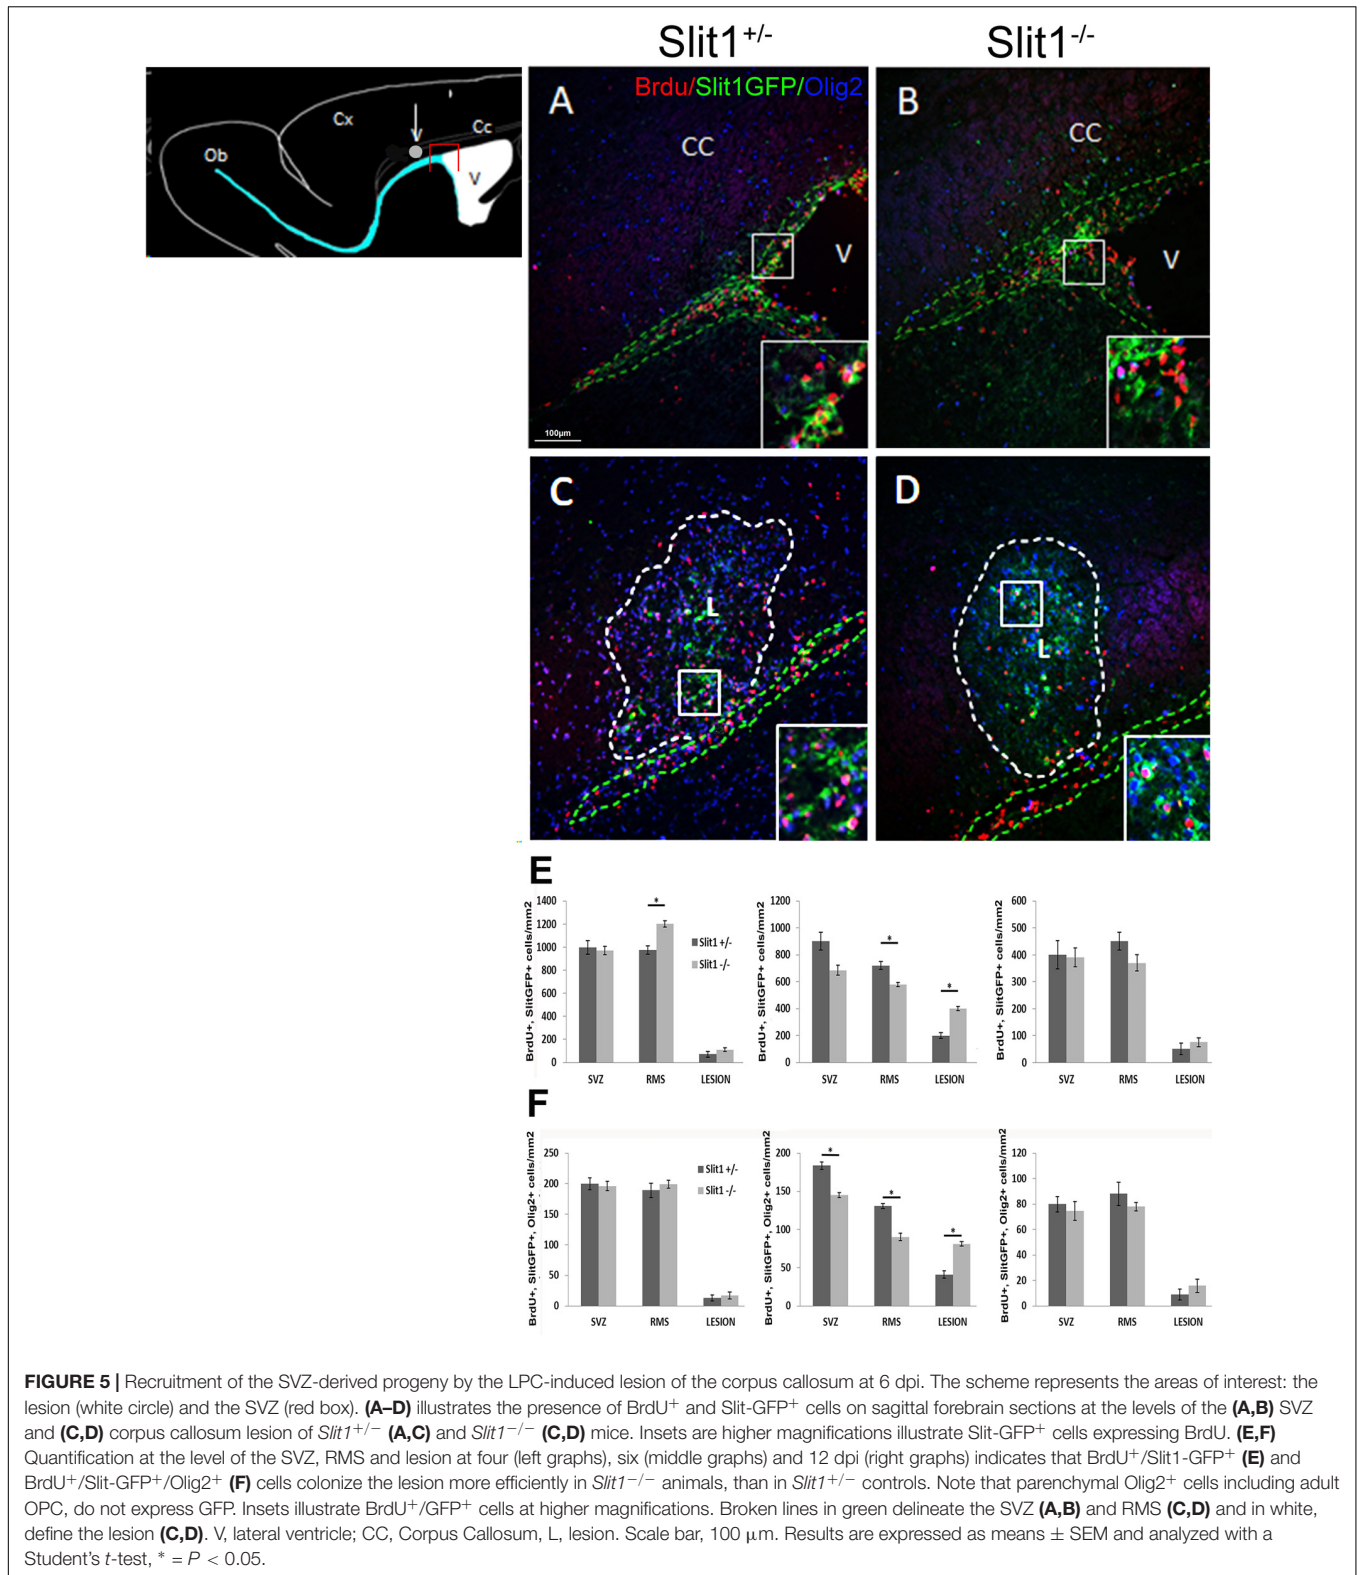 Slit1+/-
Slit1-/-
Cx
Cc
Ob
V
A
Brdu/Slit1GFP/Olig2
CC
V
100µm
B
CC
V
C
L
D
L
E
BrdU+, SlitGFP+ cells/mm2
1400
1200
1000
800
600
400
200
0
*
Slit1 +/-
Slit1 -/-
SVZ
RMS
LESION
BrdU+, SlitGFP+ cells/mm2
1200
1000
800
600
400
200
0
*
*
SVZ
RMS
LESION
BrdU+, SlitGFP+ cells/mm2
600
500
400
300
200
100
0
SVZ
RMS
LESION
F
BrdU+, SlitGFP+, Olig2+ cells/mm2
250
200
150
100
50
0
Slit1 +/-
Slit1 -/-
SVZ
RMS
LESION
BrdU+, SlitGFP+, Olig2+ cells/mm2
200
150
100
50
0
*
*
*
SVZ
RMS
LESION
BrdU+, SlitGFP+, Olig2+ cells/mm2
120
100
80
60
40
20
0
SVZ
RMS
LESION
FIGURE 5 | Recruitment of the SVZ-derived progeny by the LPC-induced lesion of the corpus callosum at 6 dpi. The scheme represents the areas of interest: the
lesion (white circle) and the SVZ (red box). (A–D) illustrates the presence of BrdU+ and Slit-GFP+ cells on sagittal forebrain sections at the levels of the (A,B) SVZ
and (C,D) corpus callosum lesion of Slit1+/− (A,C) and Slit1−/− (C,D) mice. Insets are higher magnifications illustrate Slit-GFP+ cells expressing BrdU. (E,F)
Quantification at the level of the SVZ, RMS and lesion at four (left graphs), six (middle graphs) and 12 dpi (right graphs) indicates that BrdU+/Slit1-GFP+ (E) and
BrdU+/Slit-GFP+/Olig2+ (F) cells colonize the lesion more efficiently in Slit1−/− animals, than in Slit1+/− controls. Note that parenchymal Olig2+ cells including adult
OPC, do not express GFP. Insets illustrate BrdU+/GFP+ cells at higher magnifications. Broken lines in green delineate the SVZ (A,B) and RMS (C,D) and in white,
define the lesion (C,D). V, lateral ventricle; CC, Corpus Callosum, L, lesion. Scale bar, 100 µm. Results are expressed as means ± SEM and analyzed with a
Student's t-test, * = P < 0.05.